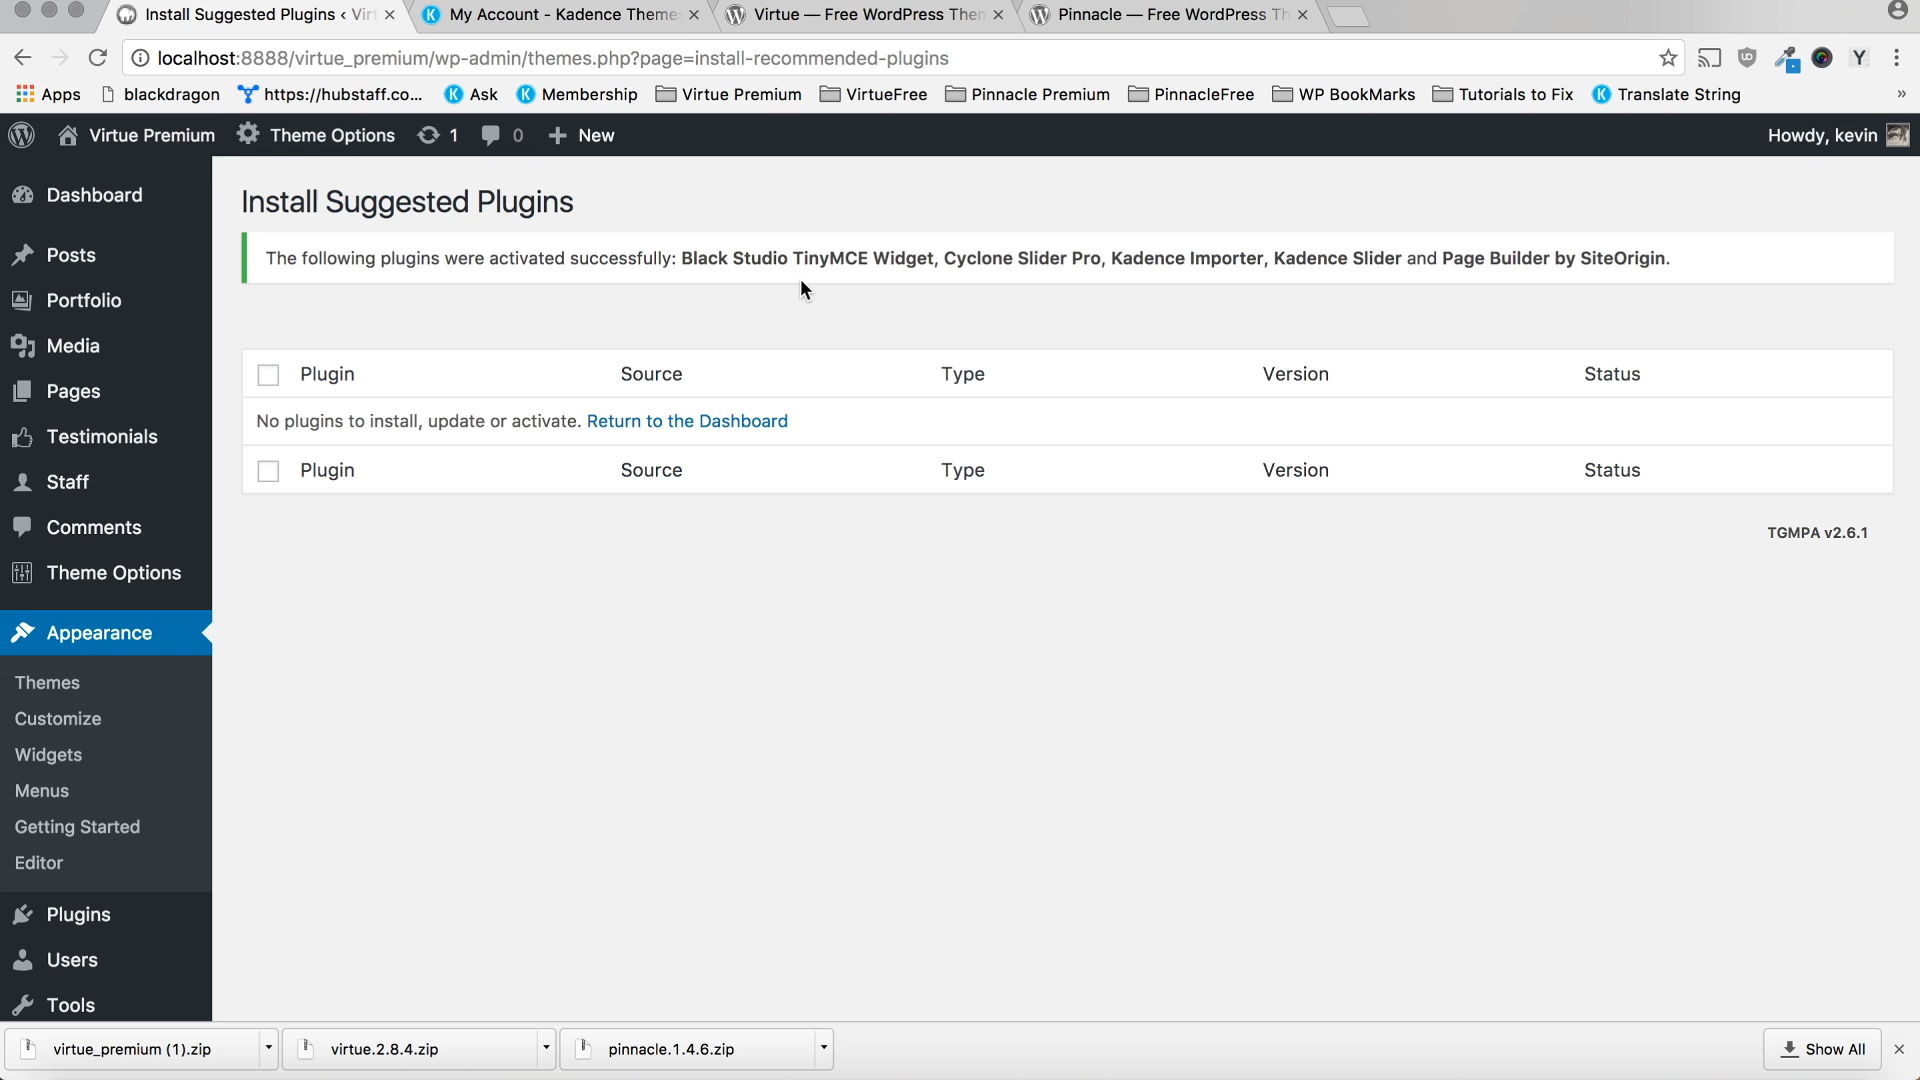 Install Suggested Plugins ‹ Virt
My Account - Kadence Theme
Virtue — Free WordPress Then
Pinnacle — Free WordPress Th
localhost:8888/virtue_premium/wp-admin/themes.php?page=install-recommended-plugins
Apps
blackdragon
https://hubstaff.co...
Ask
Membership
Virtue Premium
VirtueFree
Pinnacle Premium
PinnacleFree
WP BookMarks
Tutorials to Fix
Translate String
»
Virtue Premium
Theme Options
1
0
New
Howdy, kevin
Dashboard
Posts
Portfolio
Media
Pages
Testimonials
Staff
Comments
Theme Options
Appearance
Themes
Customize
Widgets
Menus
Getting Started
Editor
Plugins
Users
Tools
Install Suggested Plugins
The following plugins were activated successfully: Black Studio TinyMCE Widget, Cyclone Slider Pro, Kadence Importer, Kadence Slider and Page Builder by SiteOrigin.
Plugin Source Type Version Status
No plugins to install, update or activate. Return to the Dashboard
Plugin Source Type Version Status
TGMPA v2.6.1
virtue_premium (1).zip
virtue.2.8.4.zip
pinnacle.1.4.6.zip
Show All